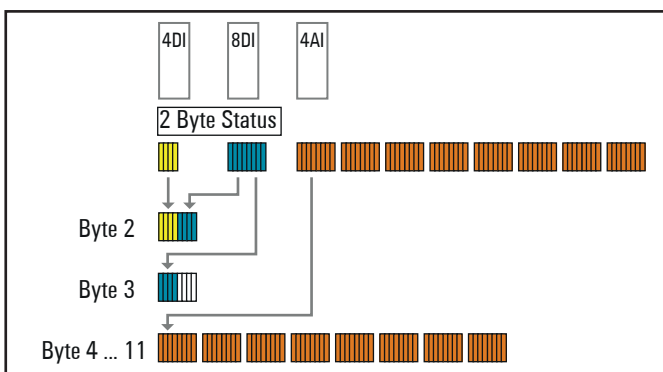 4DI 8DI 4AI
2 Byte Status
Byte 2
Byte 3
Byte 4 ... 11